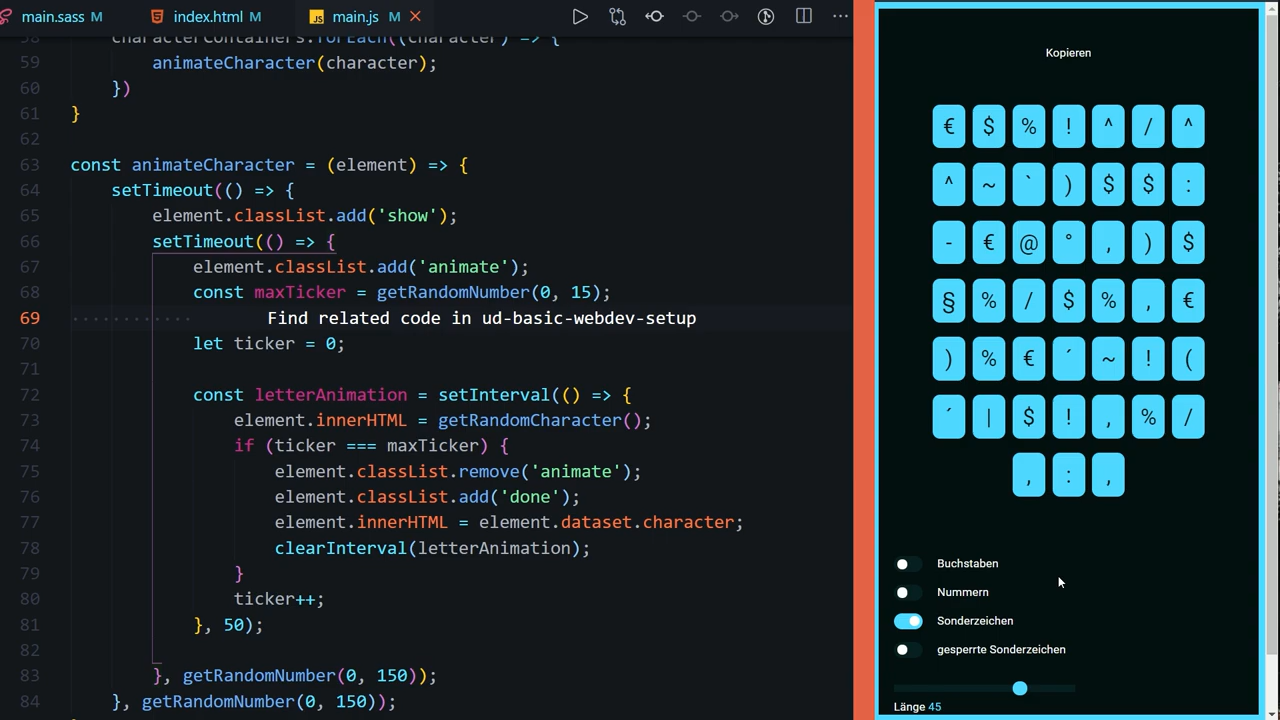 main.sass M index.html M JS main.js M
58 characterContainers.forEach((character) => {
59 animateCharacter(character);
60 })
61 }
62
63 const animateCharacter = (element) => {
64 setTimeout(() => {
65 element.classList.add('show');
66 setTimeout(() => {
67 element.classList.add('animate');
68 const maxTicker = getRandomNumber(0, 15);
69 Find related code in ud-basic-webdev-setup
70 let ticker = 0;
71
72 const letterAnimation = setInterval(() => {
73 element.innerHTML = getRandomCharacter();
74 if (ticker === maxTicker) {
75 element.classList.remove('animate');
76 element.classList.add('done');
77 element.innerHTML = element.dataset.character;
78 clearInterval(letterAnimation);
79 }
80 ticker++;
81 }, 50);
82
83 }, getRandomNumber(0, 150));
84 }, getRandomNumber(0, 150));
Kopieren
€ $ % ! ^ / ^
^ ~ ` ) $ $ :
- € @ ° , ) $
§ % / $ % , €
) % € ´ ~ ! (
´ | $ ! , % /
, : ,
Buchstaben
Nummern
Sonderzeichen
gesperrte Sonderzeichen
Länge 45